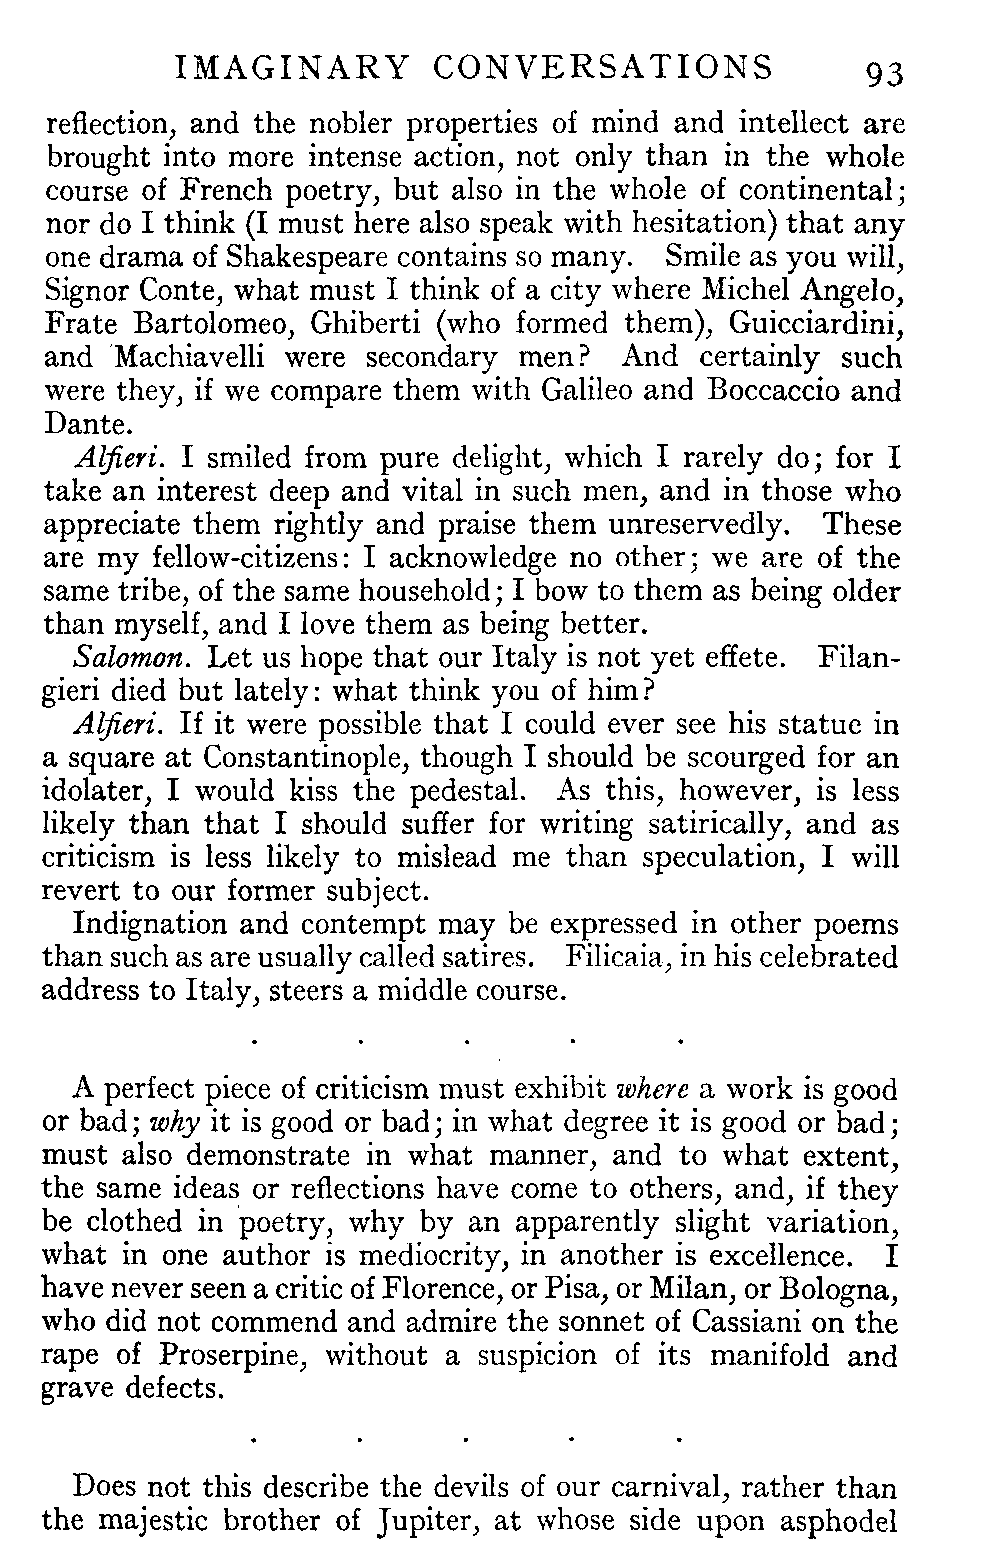 IMAGINARY CONVERSATIONS 93
reflection, and the nobler properties of mind and intellect are
brought into more intense action, not only than in the whole
course of French poetry, but also in the whole of continental;
nor do I think (I must here also speak with hesitation) that any
one drama of Shakespeare contains so many. Smile as you will,
Signor Conte, what must I think of a city where Michel Angelo,
Frate Bartolomeo, Ghiberti (who formed them), Guicciardini,
and Machiavelli were secondary men? And certainly such
were they, if we compare them with Galileo and Boccaccio and
Dante.
Alfieri. I smiled from pure delight, which I rarely do; for I
take an interest deep and vital in such men, and in those who
appreciate them rightly and praise them unreservedly. These
are my fellow-citizens: I acknowledge no other; we are of the
same tribe, of the same household; I bow to them as being older
than myself, and I love them as being better.
Salomon. Let us hope that our Italy is not yet effete. Filan-
gieri died but lately: what think you of him?
Alfieri. If it were possible that I could ever see his statue in
a square at Constantinople, though I should be scourged for an
idolater, I would kiss the pedestal. As this, however, is less
likely than that I should suffer for writing satirically, and as
criticism is less likely to mislead me than speculation, I will
revert to our former subject.
Indignation and contempt may be expressed in other poems
than such as are usually called satires. Filicaia, in his celebrated
address to Italy, steers a middle course.
. . . . .
A perfect piece of criticism must exhibit where a work is good
or bad; why it is good or bad; in what degree it is good or bad;
must also demonstrate in what manner, and to what extent,
the same ideas or reflections have come to others, and, if they
be clothed in poetry, why by an apparently slight variation,
what in one author is mediocrity, in another is excellence. I
have never seen a critic of Florence, or Pisa, or Milan, or Bologna,
who did not commend and admire the sonnet of Cassiani on the
rape of Proserpine, without a suspicion of its manifold and
grave defects.
. . . . .
Does not this describe the devils of our carnival, rather than
the majestic brother of Jupiter, at whose side upon asphodel